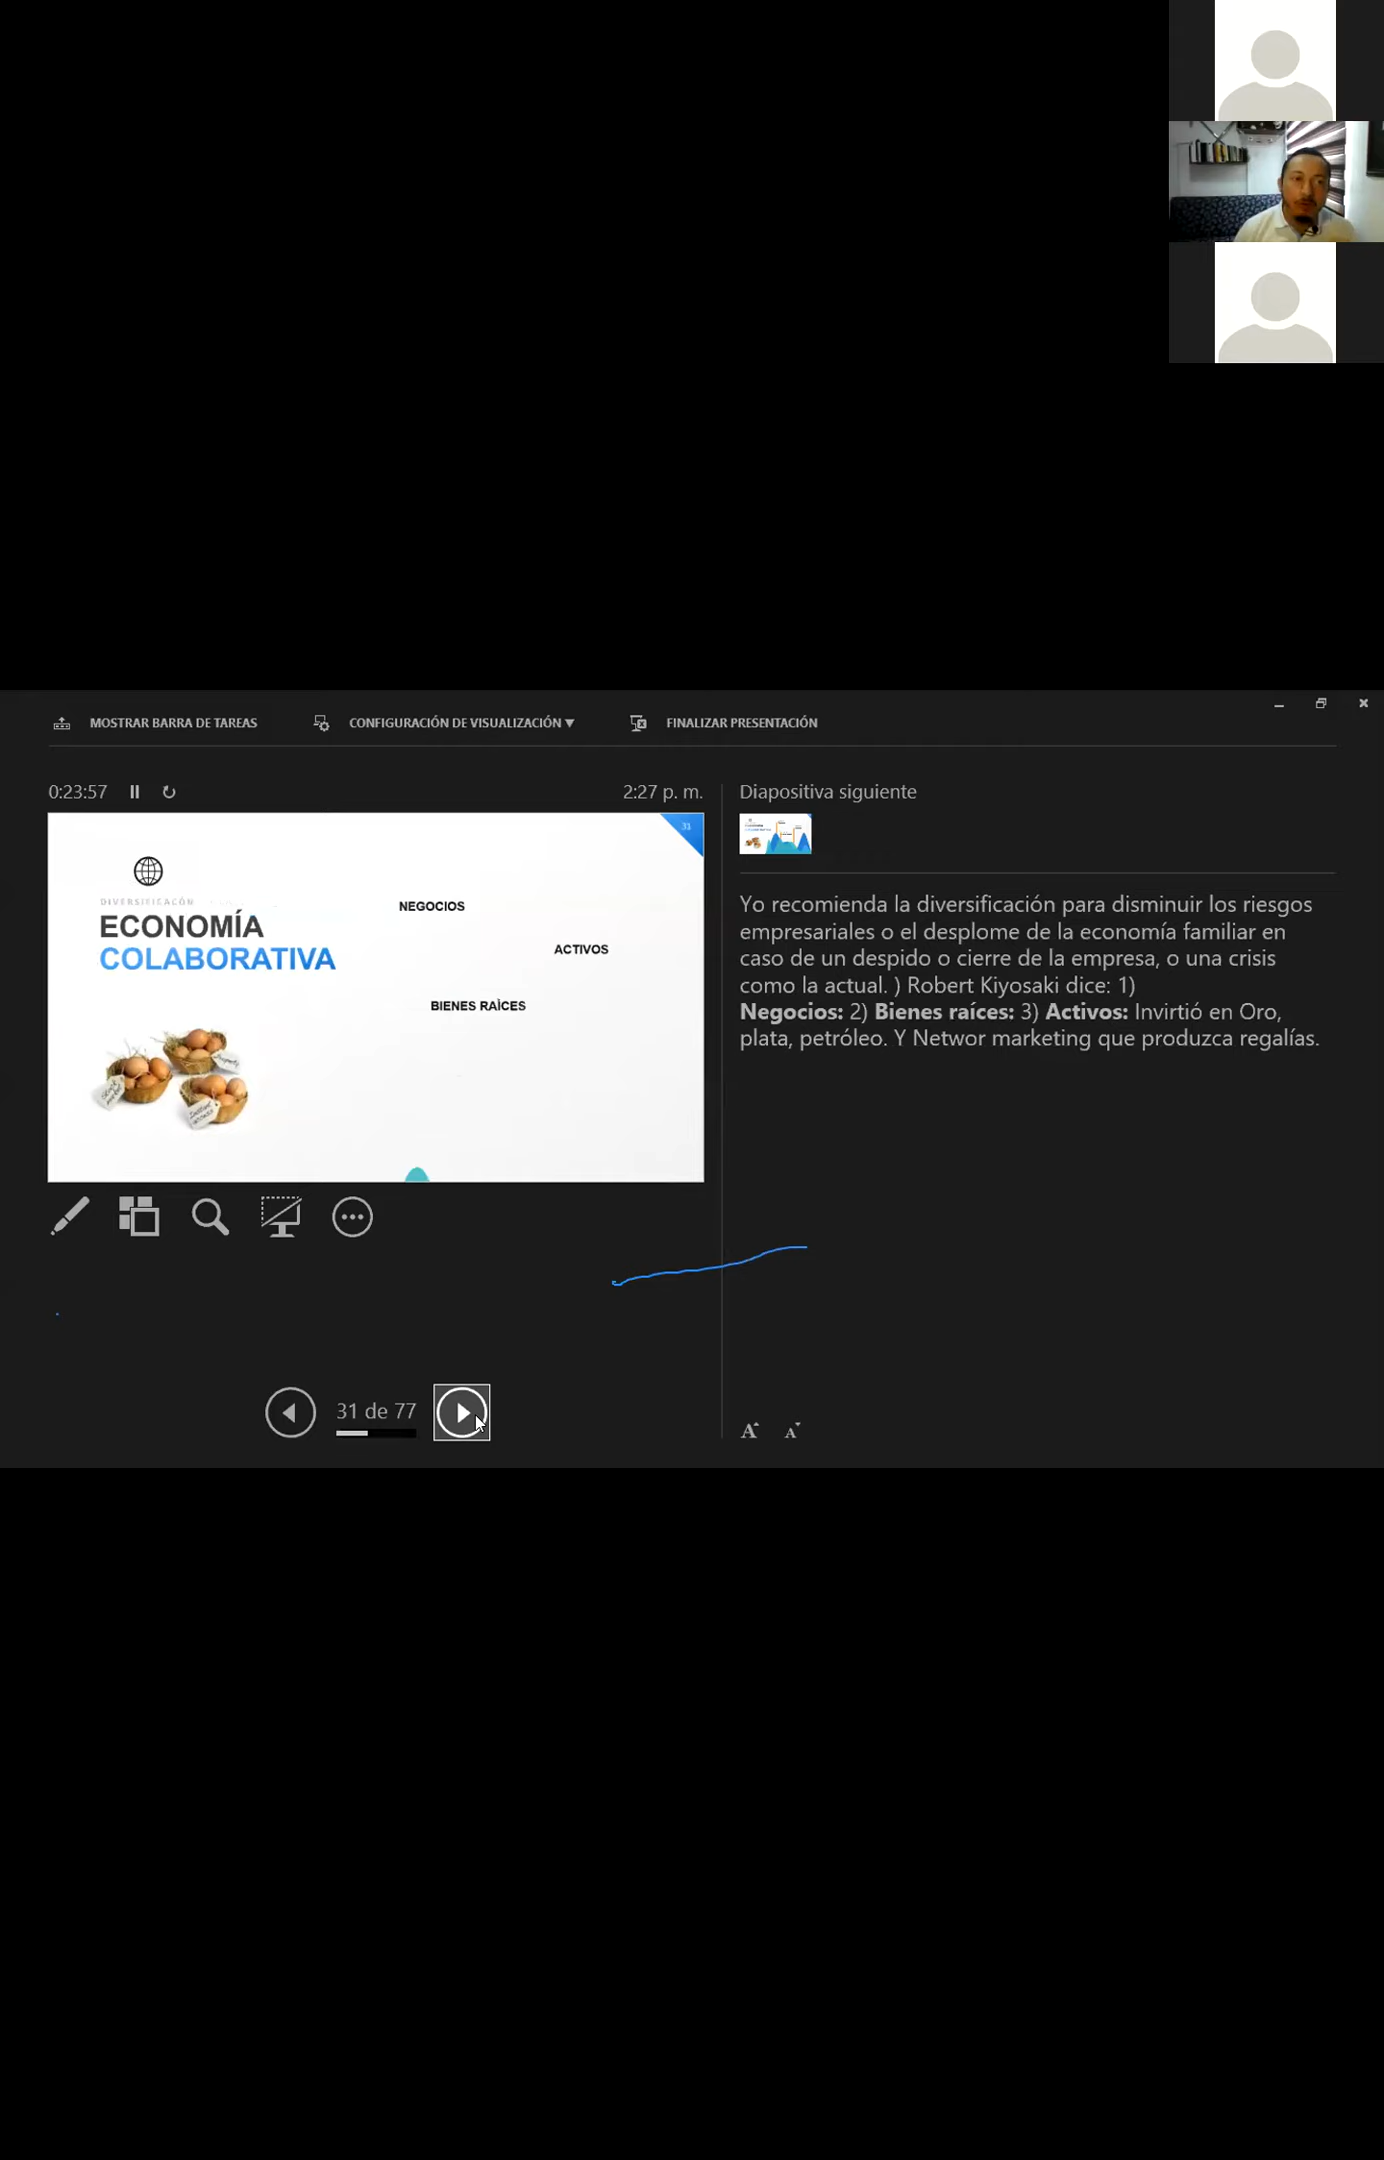 MOSTRAR BARRA DE TAREAS
CONFIGURACIÓN DE VISUALIZACIÓN ▼
FINALIZAR PRESENTACIÓN
0:23:57
2:27 p. m.
Diapositiva siguiente
DIVERSIFICACÓN
ECONOMÍA
COLABORATIVA
NEGOCIOS
ACTIVOS
BIENES RAÌCES
Yo recomienda la diversificación para disminuir los riesgos
empresariales o el desplome de la economía familiar en
caso de un despido o cierre de la empresa, o una crisis
como la actual. ) Robert Kiyosaki dice: 1)
Negocios: 2) Bienes raíces: 3) Activos: Invirtió en Oro,
plata, petróleo. Y Networ marketing que produzca regalías.
31 de 77
A A